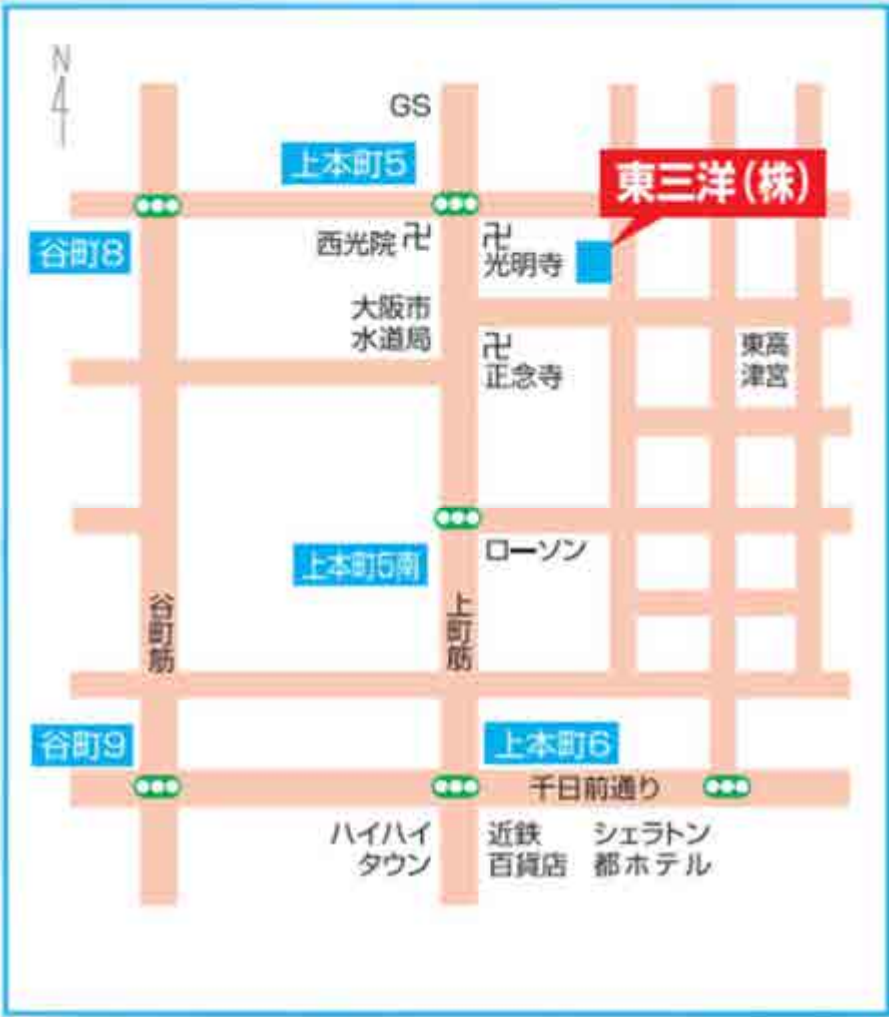 N
GS
上本町5
東三洋(株)
谷町8
西光院 卍
卍
光明寺
大阪市
水道局
卍
正念寺
東高
津宮
ローソン
上本町5南
谷町筋
上町筋
谷町9
上本町6
千日前通り
ハイハイ
タウン
近鉄
百貨店
シェラトン
都ホテル